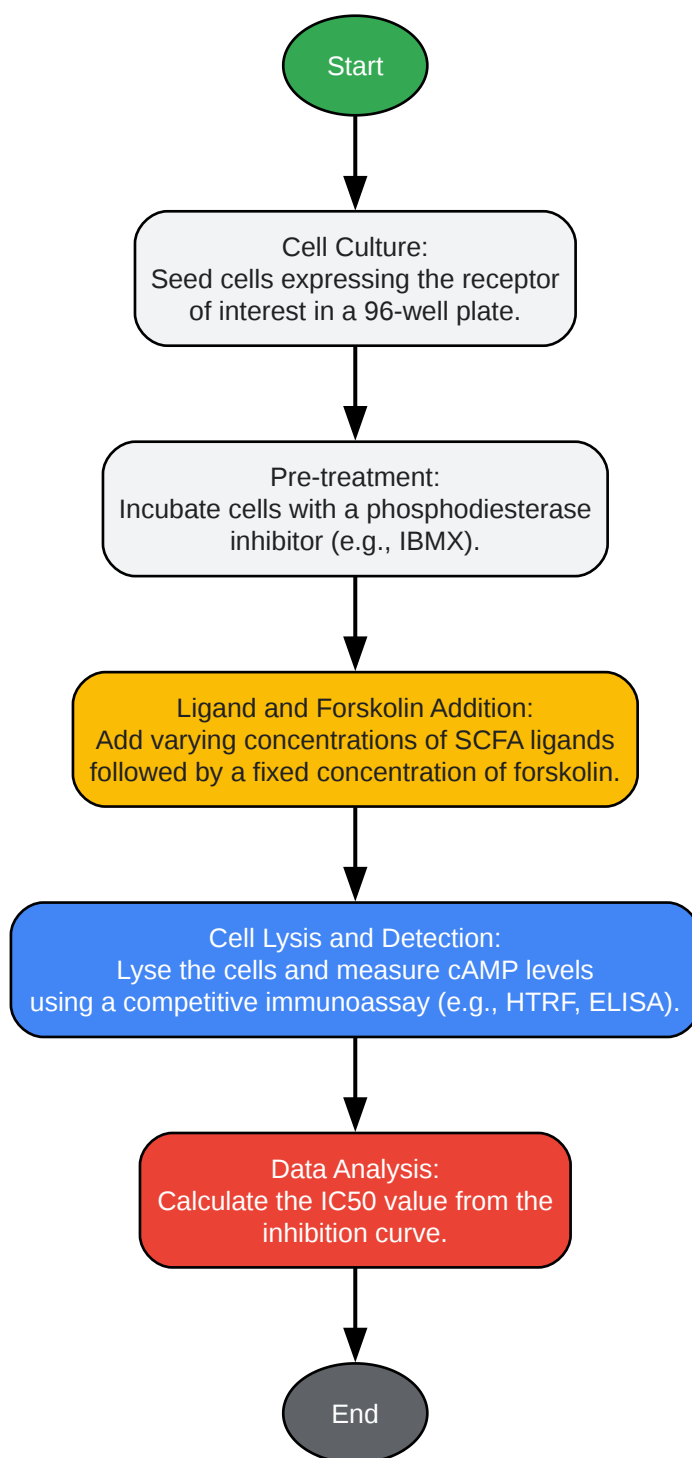 Start
Cell Culture:
Seed cells expressing the receptor
of interest in a 96-well plate.
Pre-treatment:
Incubate cells with a phosphodiesterase
inhibitor (e.g., IBMX).
Ligand and Forskolin Addition:
Add varying concentrations of SCFA ligands
followed by a fixed concentration of forskolin.
Cell Lysis and Detection:
Lyse the cells and measure cAMP levels
using a competitive immunoassay (e.g., HTRF, ELISA).
Data Analysis:
Calculate the IC50 value from the
inhibition curve.
End